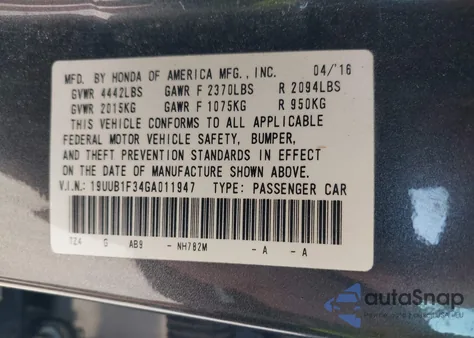 MFD. BY HONDA OF AMERICA MFG., INC. 04/'16
GVWR 4442LBS GAWR F 2370LBS R 2094LBS
GVWR 2015KG GAWR F 1075KG R 950KG
THIS VEHICLE CONFORMS TO ALL APPLICABLE
FEDERAL MOTOR VEHICLE SAFETY, BUMPER,
AND THEFT PREVENTION STANDARDS IN EFFECT
ON THE DATE OF MANUFACTURE SHOWN ABOVE.
V.I.N.: 19UUB1F34GA011947 TYPE: PASSENGER CAR
TZ4 G AB9 - NH782M - A - A
autoSnap